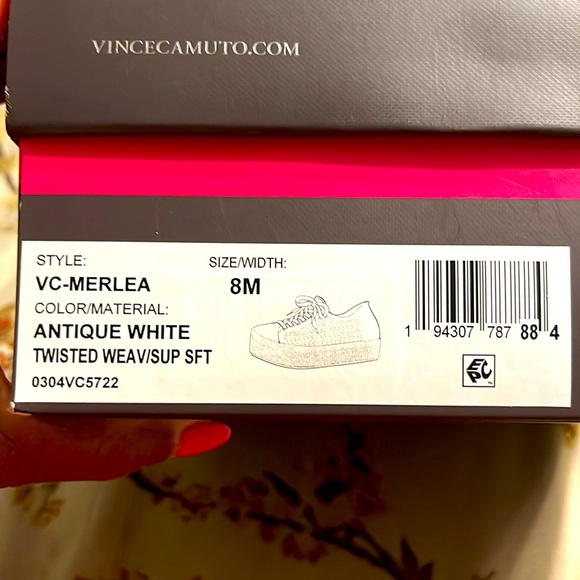 VINCECAMUTO.COM
STYLE:
VC-MERLEA
SIZE/WIDTH:
8M
COLOR/MATERIAL:
ANTIQUE WHITE
TWISTED WEAV/SUP SFT
0304VC5722
1 94307 787 88 4
EPC